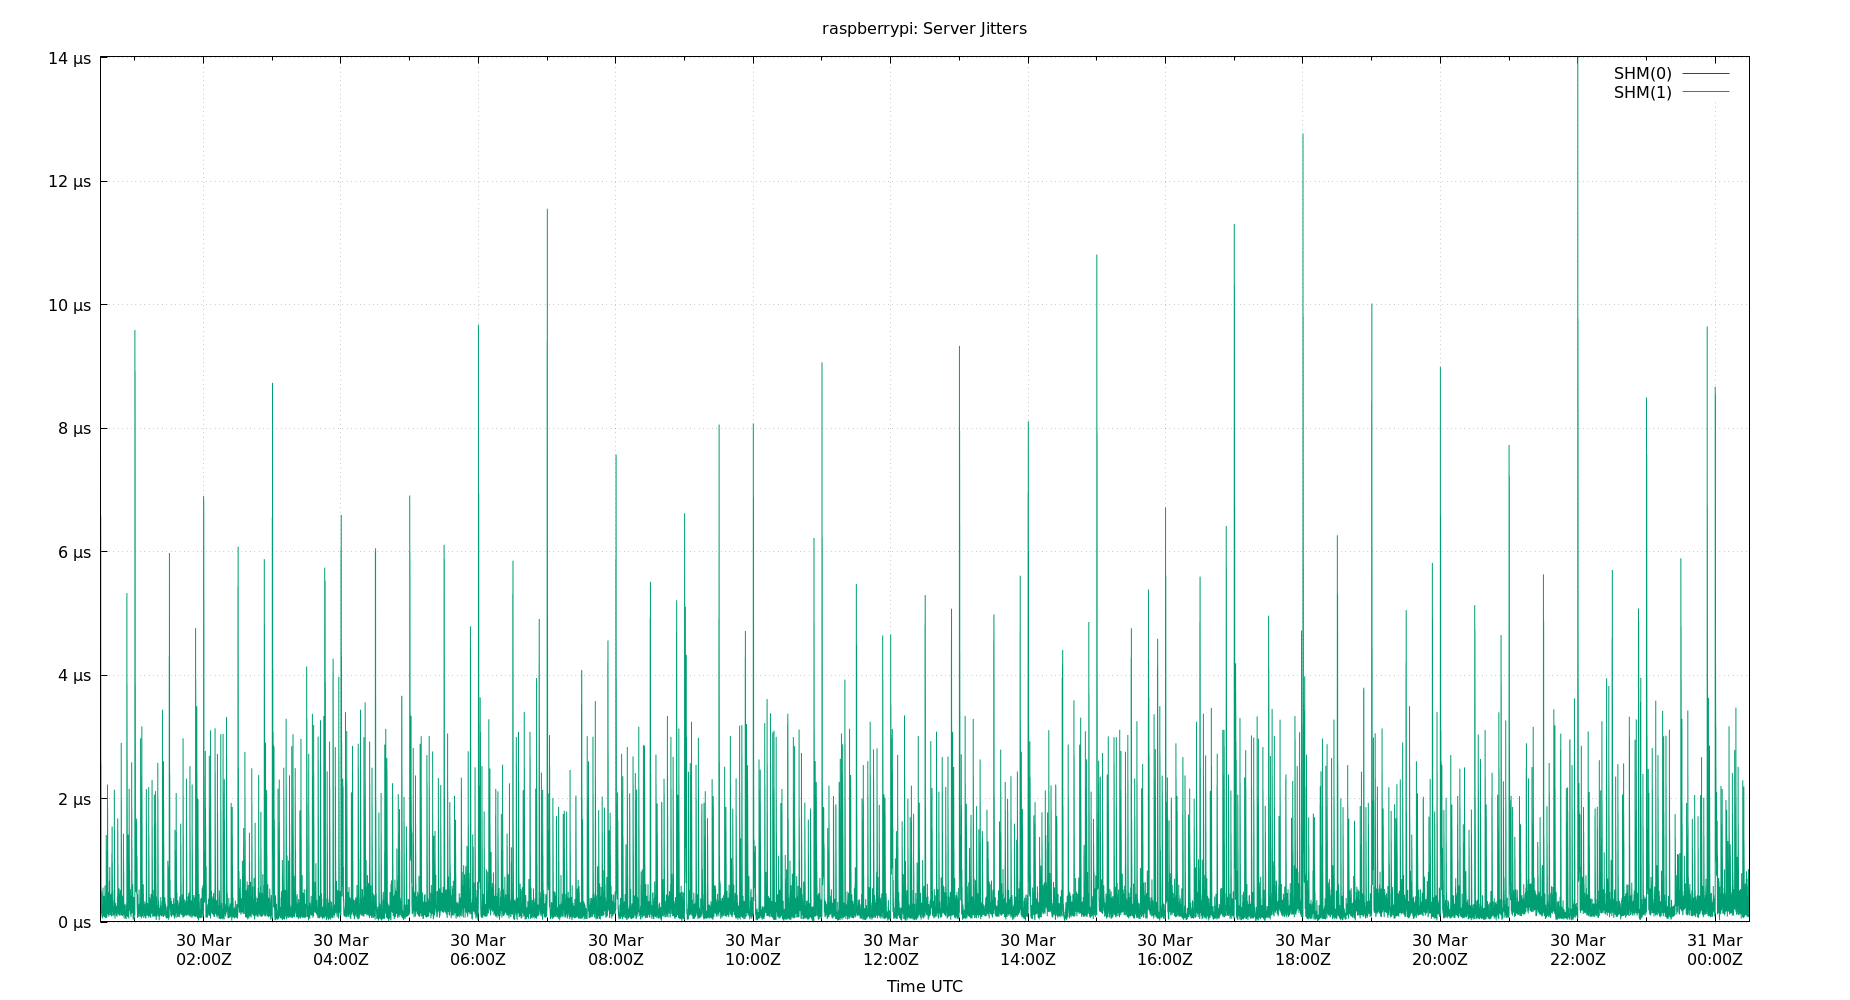 raspberrypi: Server Jitters
14 µs
12 µs
10 µs
8 µs
6 µs
4 µs
2 µs
0 µs
SHM(0)
SHM(1)
30 Mar 30 Mar 30 Mar 30 Mar 30 Mar 30 Mar 30 Mar 30 Mar 30 Mar 30 Mar 30 Mar 31 Mar
02:00Z 04:00Z 06:00Z 08:00Z 10:00Z 12:00Z 14:00Z 16:00Z 18:00Z 20:00Z 22:00Z 00:00Z
Time UTC